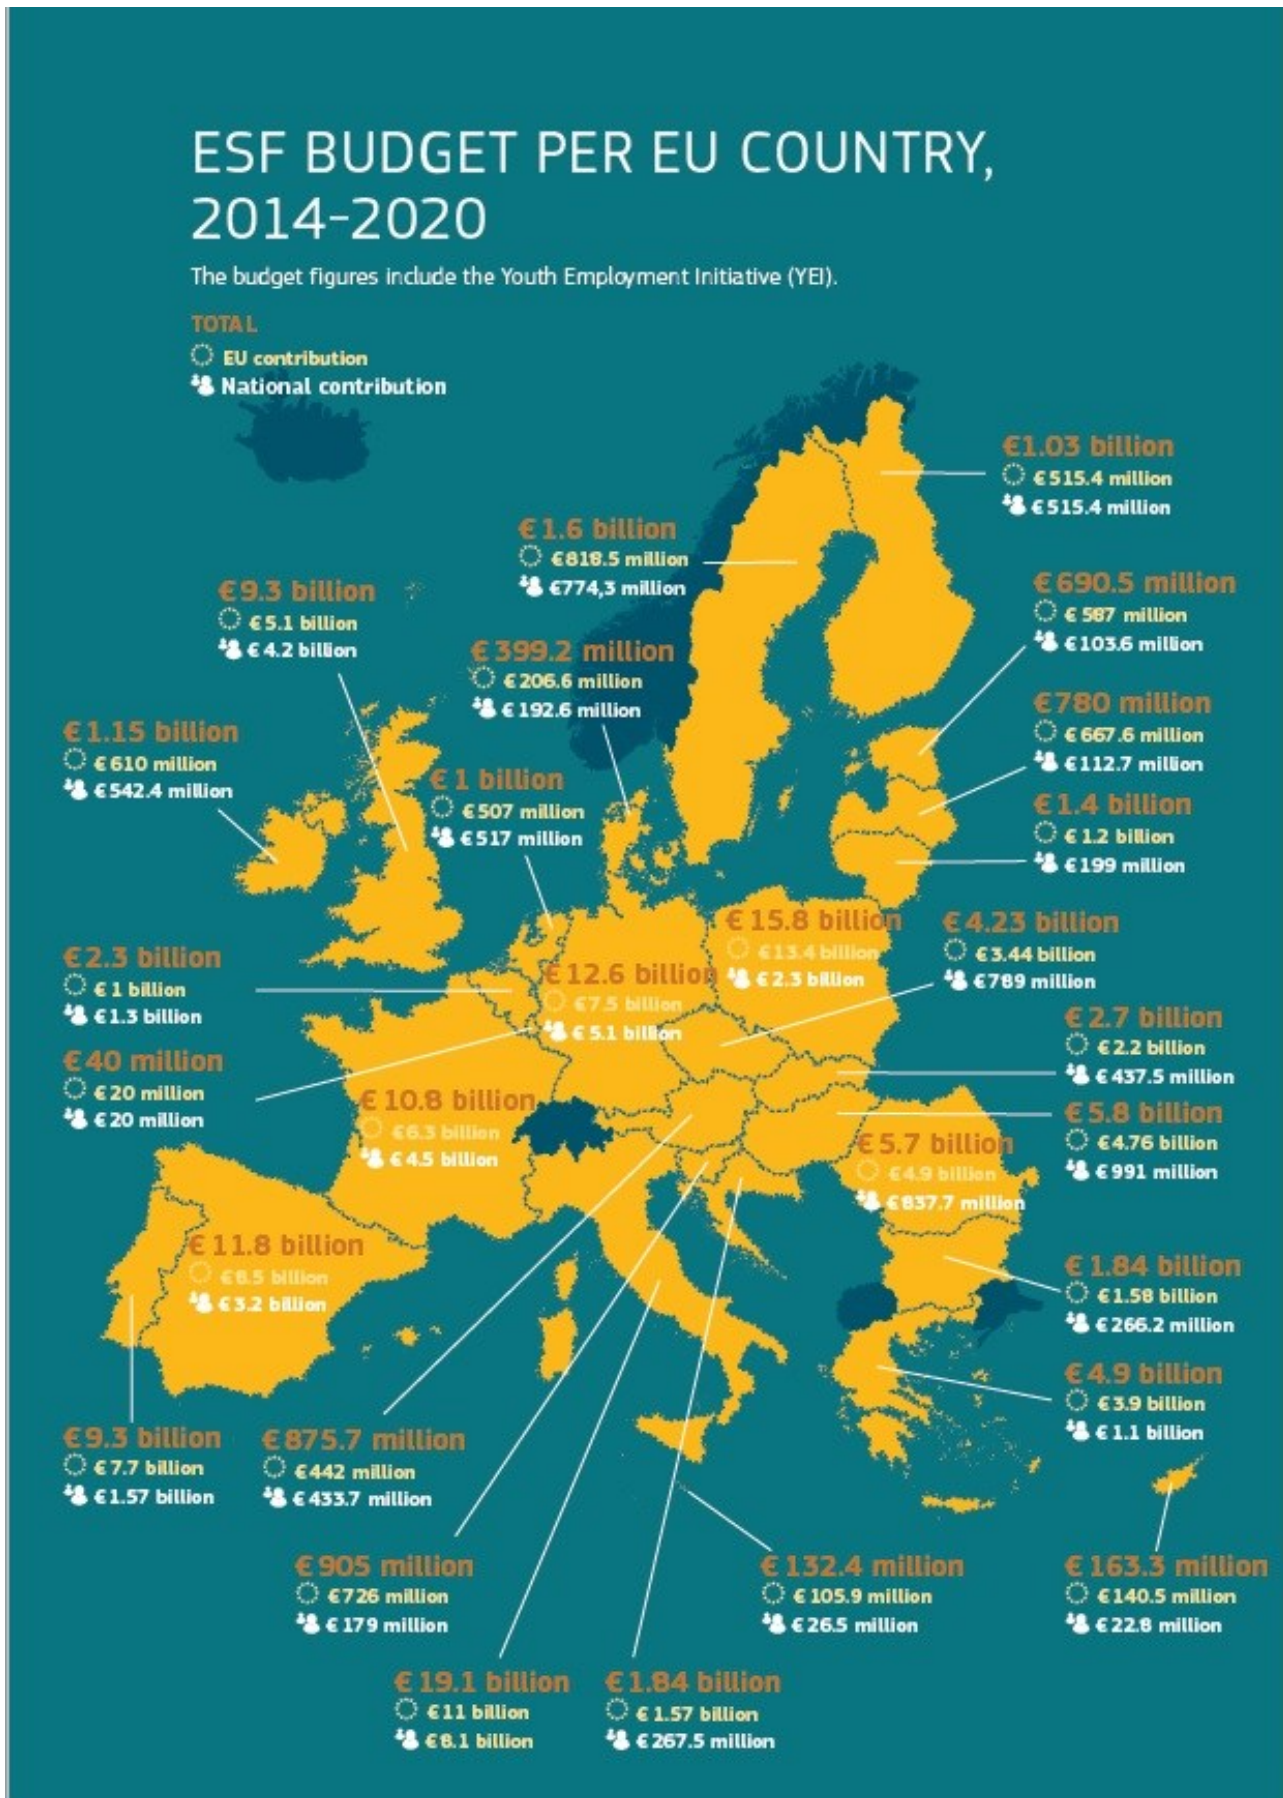 ESF BUDGET PER EU COUNTRY,
2014-2020
The budget figures include the Youth Employment Initiative (YEI).
TOTAL
EU contribution
National contribution
€1.03 billion
€515.4 million
€515.4 million
€1.6 billion
€818.5 million
€774,3 million
€9.3 billion
€5.1 billion
€4.2 billion
€690.5 million
€587 million
€103.6 million
€399.2 million
€206.6 million
€192.6 million
€780 million
€667.6 million
€112.7 million
€1.15 billion
€610 million
€542.4 million
€1 billion
€507 million
€517 million
€1.4 billion
€1.2 billion
€199 million
€15.8 billion
€13.4 billion
€2.3 billion
€4.23 billion
€3.44 billion
€789 million
€2.3 billion
€1 billion
€1.3 billion
€12.6 billion
€7.5 billion
€5.1 billion
€2.7 billion
€2.2 billion
€437.5 million
€40 million
€20 million
€20 million
€10.8 billion
€6.3 billion
€4.5 billion
€5.8 billion
€4.76 billion
€991 million
€5.7 billion
€4.9 billion
€837.7 million
€11.8 billion
€8.5 billion
€3.2 billion
€1.84 billion
€1.58 billion
€266.2 million
€4.9 billion
€3.9 billion
€1.1 billion
€9.3 billion
€7.7 billion
€1.57 billion
€875.7 million
€442 million
€433.7 million
€905 million
€726 million
€179 million
€132.4 million
€105.9 million
€26.5 million
€163.3 million
€140.5 million
€22.8 million
€19.1 billion
€11 billion
€8.1 billion
€1.84 billion
€1.57 billion
€267.5 million